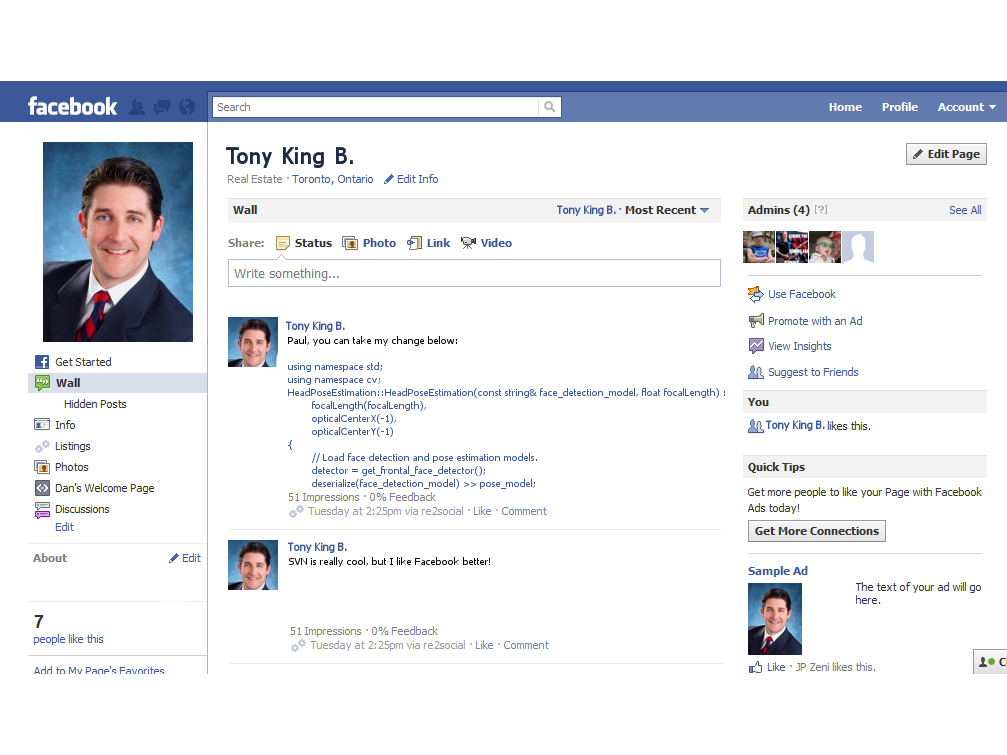 facebook
Search
Home Profile Account
Tony King B.
Edit Page
Real Estate · Toronto, Ontario Edit Info
Wall
Tony King B. · Most Recent
Share: Status Photo Link Video
Write something...
Tony King B.
Paul, you can take my change below:
using namespace std;
using namespace cv;
HeadPoseEstimation::HeadPoseEstimation(const string& face_detection_model, float focalLength) :
focalLength(focalLength),
opticalCenterX(-1),
opticalCenterY(-1)
{
// Load face detection and pose estimation models.
detector = get_frontal_face_detector();
deserialize(face_detection_model) >> pose_model;
51 Impressions · 0% Feedback
Tuesday at 2:25pm via re2social · Like · Comment
Tony King B.
SVN is really cool, but I like Facebook better!
51 Impressions · 0% Feedback
Tuesday at 2:25pm via re2social · Like · Comment
Get Started
Wall
Hidden Posts
Info
Listings
Photos
Dan's Welcome Page
Discussions
Edit
About Edit
7
people like this
Add to My Page's Favorites
Admins (4) [?] See All
Use Facebook
Promote with an Ad
View Insights
Suggest to Friends
You
Tony King B. likes this.
Quick Tips
Get more people to like your Page with Facebook
Ads today!
Get More Connections
Sample Ad
The text of your ad will go
here.
Like · JP Zeni likes this.